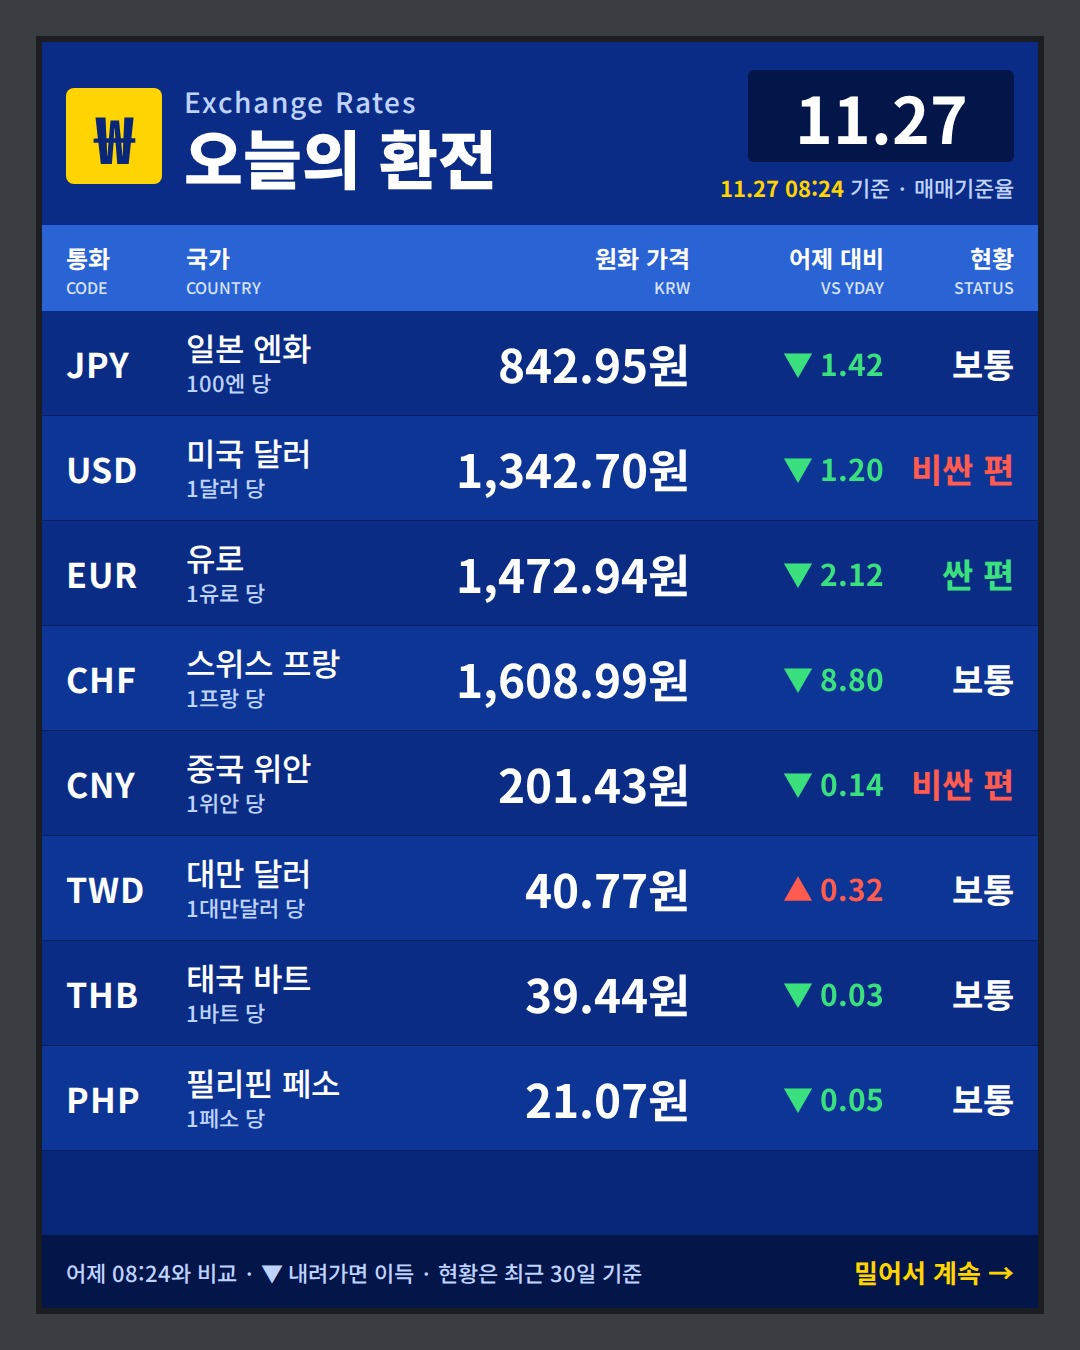 ₩
Exchange Rates
오늘의 환전
11.27
11.27 08:24 기준 · 매매기준율
통화 국가 원화 가격 어제 대비 현황
CODE COUNTRY KRW VS YDAY STATUS
JPY 일본 엔화 842.95원 ▼ 1.42 보통
100엔 당
USD 미국 달러 1,342.70원 ▼ 1.20 비싼 편
1달러 당
EUR 유로 1,472.94원 ▼ 2.12 싼 편
1유로 당
CHF 스위스 프랑 1,608.99원 ▼ 8.80 보통
1프랑 당
CNY 중국 위안 201.43원 ▼ 0.14 비싼 편
1위안 당
TWD 대만 달러 40.77원 ▲ 0.32 보통
1대만달러 당
THB 태국 바트 39.44원 ▼ 0.03 보통
1바트 당
PHP 필리핀 페소 21.07원 ▼ 0.05 보통
1페소 당
어제 08:24와 비교 · ▼ 내려가면 이득 · 현황은 최근 30일 기준
밀어서 계속 →